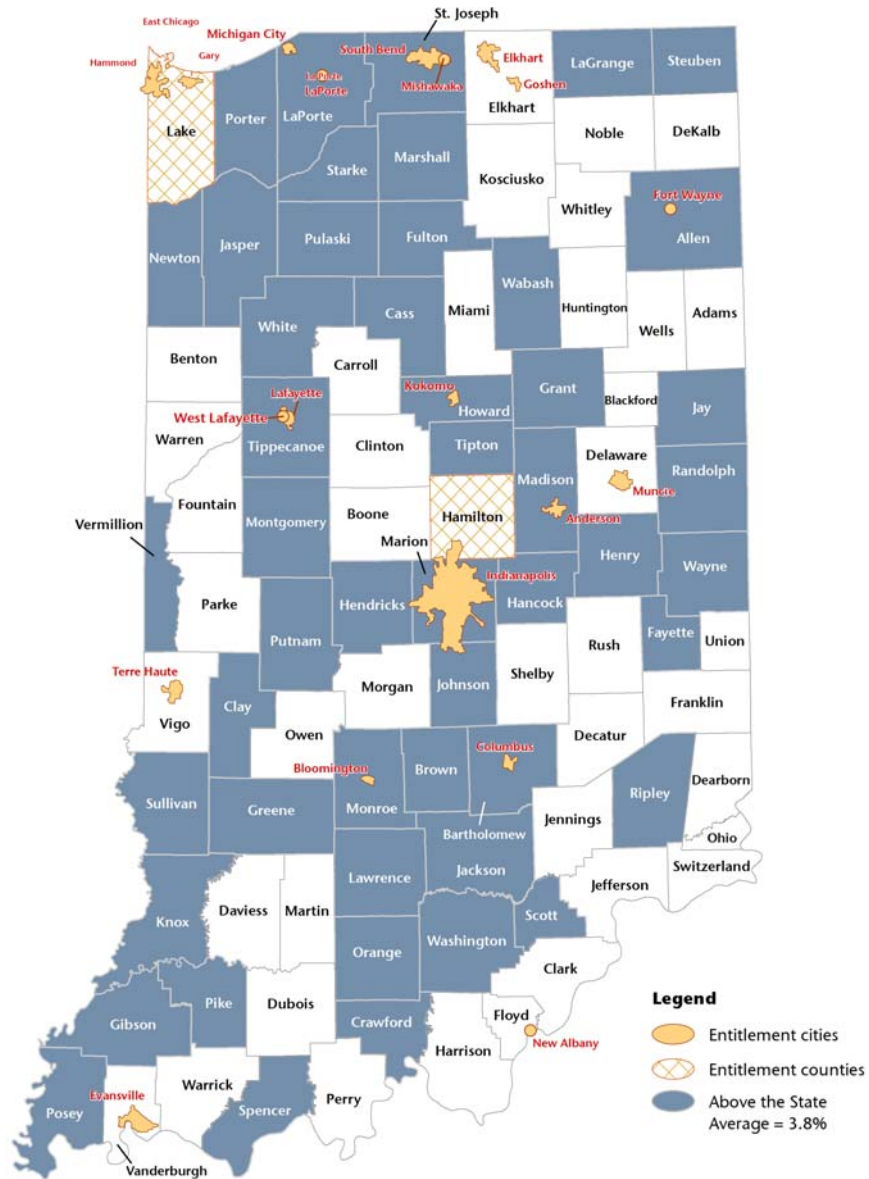 St. Joseph
East Chicago
Michigan City
Hammond
Gary
South Bend
Elkhart
LaGrange
Steuben
LaPorte
LaPorte
Mishawaka
Goshen
Elkhart
Lake
Porter
LaPorte
Noble
DeKalb
Starke
Marshall
Kosciusko
Whitley
Fort Wayne
Allen
Newton
Jasper
Pulaski
Fulton
Wabash
Miami
Huntington
Adams
Wells
White
Cass
Benton
Carroll
Grant
Kokomo
Howard
Blackford
Jay
Lafayette
West Lafayette
Warren
Tippecanoe
Clinton
Tipton
Delaware
Madison
Randolph
Muncie
Fountain
Montgomery
Boone
Hamilton
Anderson
Vermillion
Marion
Henry
Wayne
Indianapolis
Parke
Hendricks
Hancock
Putnam
Rush
Fayette
Union
Terre Haute
Vigo
Clay
Morgan
Johnson
Shelby
Franklin
Owen
Decatur
Columbus
Bloomington
Brown
Dearborn
Sullivan
Greene
Monroe
Ripley
Jennings
Bartholomew
Ohio
Jackson
Switzerland
Lawrence
Jefferson
Knox
Daviess
Martin
Scott
Washington
Orange
Clark
Pike
Dubois
Gibson
Crawford
Floyd
Harrison
New Albany
Legend
Entitlement cities
Entitlement counties
Above the State
Average = 3.8%
Evansville
Warrick
Perry
Posey
Spencer
Vanderburgh